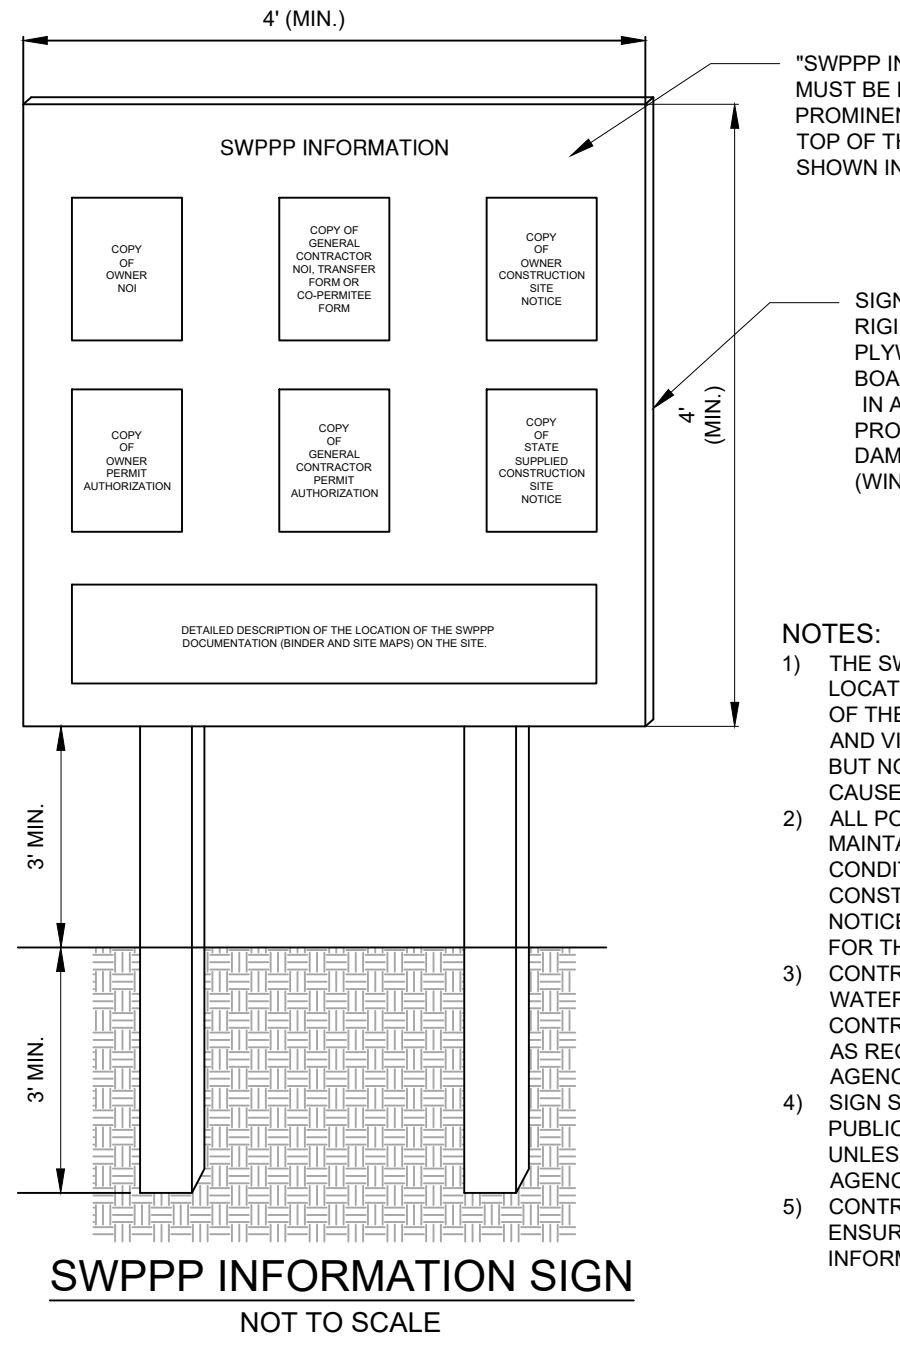 4' (MIN.)
SWPPP INFORMATION
COPY
OF
OWNER
NOI
COPY OF
GENERAL
CONTRACTOR
NOI, TRANSFER
FORM OR
CO-PERMITEE
FORM
COPY
OF
OWNER
CONSTRUCTION
SITE
NOTICE
COPY
OF
OWNER
PERMIT
AUTHORIZATION
COPY
OF
GENERAL
CONTRACTOR
PERMIT
AUTHORIZATION
COPY
OF
STATE
SUPPLIED
CONSTRUCTION
SITE
NOTICE
DETAILED DESCRIPTION OF THE LOCATION OF THE SWPPP
DOCUMENTATION (BINDER AND SITE MAPS) ON THE SITE.
4'
(MIN.)
3' MIN.
3' MIN.
"SWPPP IN
MUST BE
PROMINEN
TOP OF TH
SHOWN IN
SIGN
RIGI
PLYW
BOA
IN A
PRO
DAM
(WIN
NOTES:
1) THE SW
LOCAT
OF THE
AND VI
BUT NO
CAUSE
2) ALL PO
MAINTA
CONDIT
CONST
NOTICE
FOR TH
3) CONTR
WATER
CONTR
AS REC
AGENC
4) SIGN S
PUBLIC
UNLES
AGENC
5) CONTR
ENSUR
INFORM
SWPPP INFORMATION SIGN
NOT TO SCALE